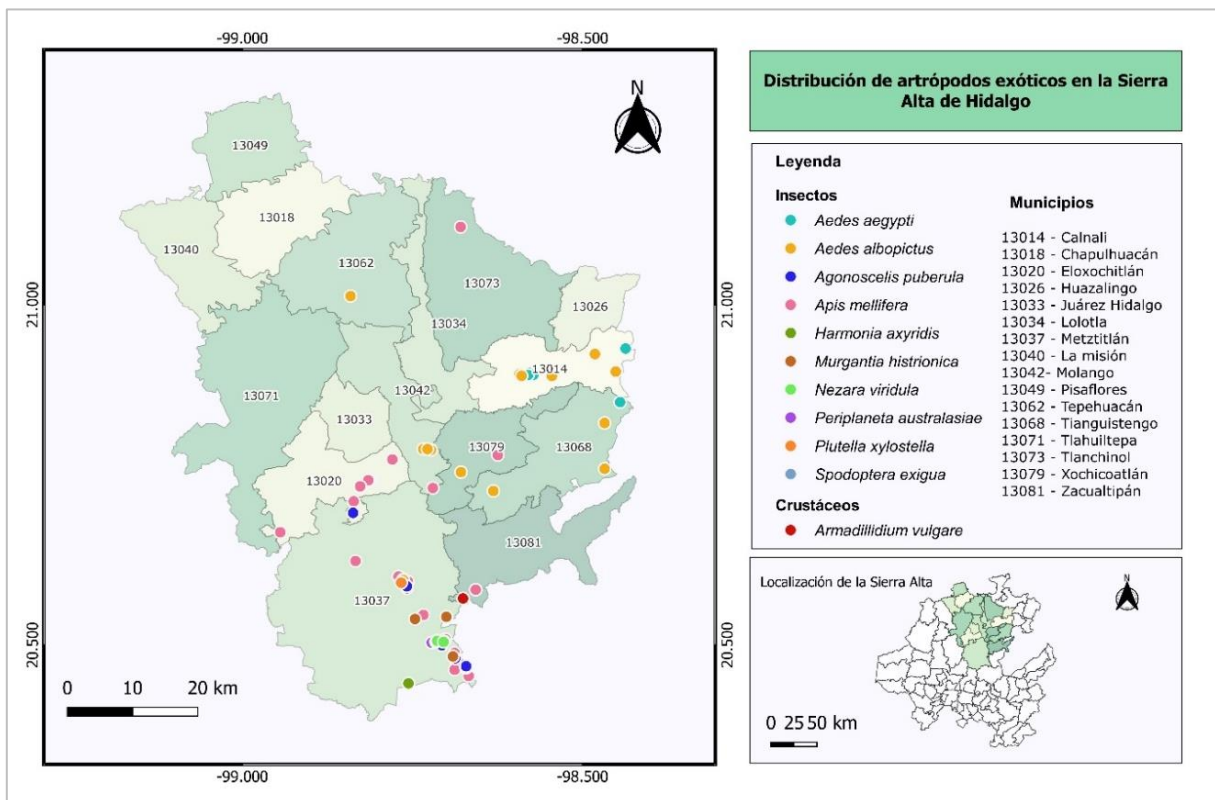 -99.000
-98.500
N
13049
13018
13040
13062
13073
13034
13026
21.000
21.000
13014
13042
13071
13033
13079
13068
13020
13081
13037
20.500
20.500
0 10 20 km
-99.000
-98.500
Distribución de artrópodos exóticos en la Sierra
Alta de Hidalgo
Leyenda
Insectos
Aedes aegypti
Aedes albopictus
Agonoscelis puberula
Apis mellifera
Harmonia axyridis
Murgantia histrionica
Nezara viridula
Periplaneta australasiae
Plutella xylostella
Spodoptera exigua
Crustáceos
Armadillidium vulgare
Municipios
13014 - Calnali
13018 - Chapulhuacán
13020 - Eloxochitlán
13026 - Huazalingo
13033 - Juárez Hidalgo
13034 - Lolotla
13037 - Metztitlán
13040 - La misión
13042- Molango
13049 - Pisaflores
13062 - Tepehuacán
13068 - Tianguistengo
13071 - Tlahuiltepa
13073 - Tlanchinol
13079 - Xochicoatlán
13081 - Zacualtipán
Localización de la Sierra Alta
N
0 25 50 km